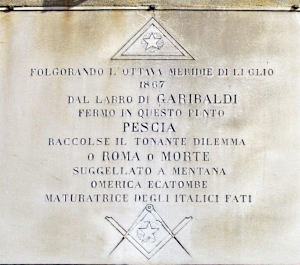 FOLGORANDO L'OTTAVA MERIDIE DI LUGLIO
1867
DAL LABRO DI GARIBALDI
FERMO IN QUESTO PUNTO
PESCIA
RACCOLSE IL TONANTE DILEMMA
O ROMA O MORTE
SUGGELLATO A MENTANA
OMERICA ECATOMBE
MATURATRICE DEGLI ITALICI FATI